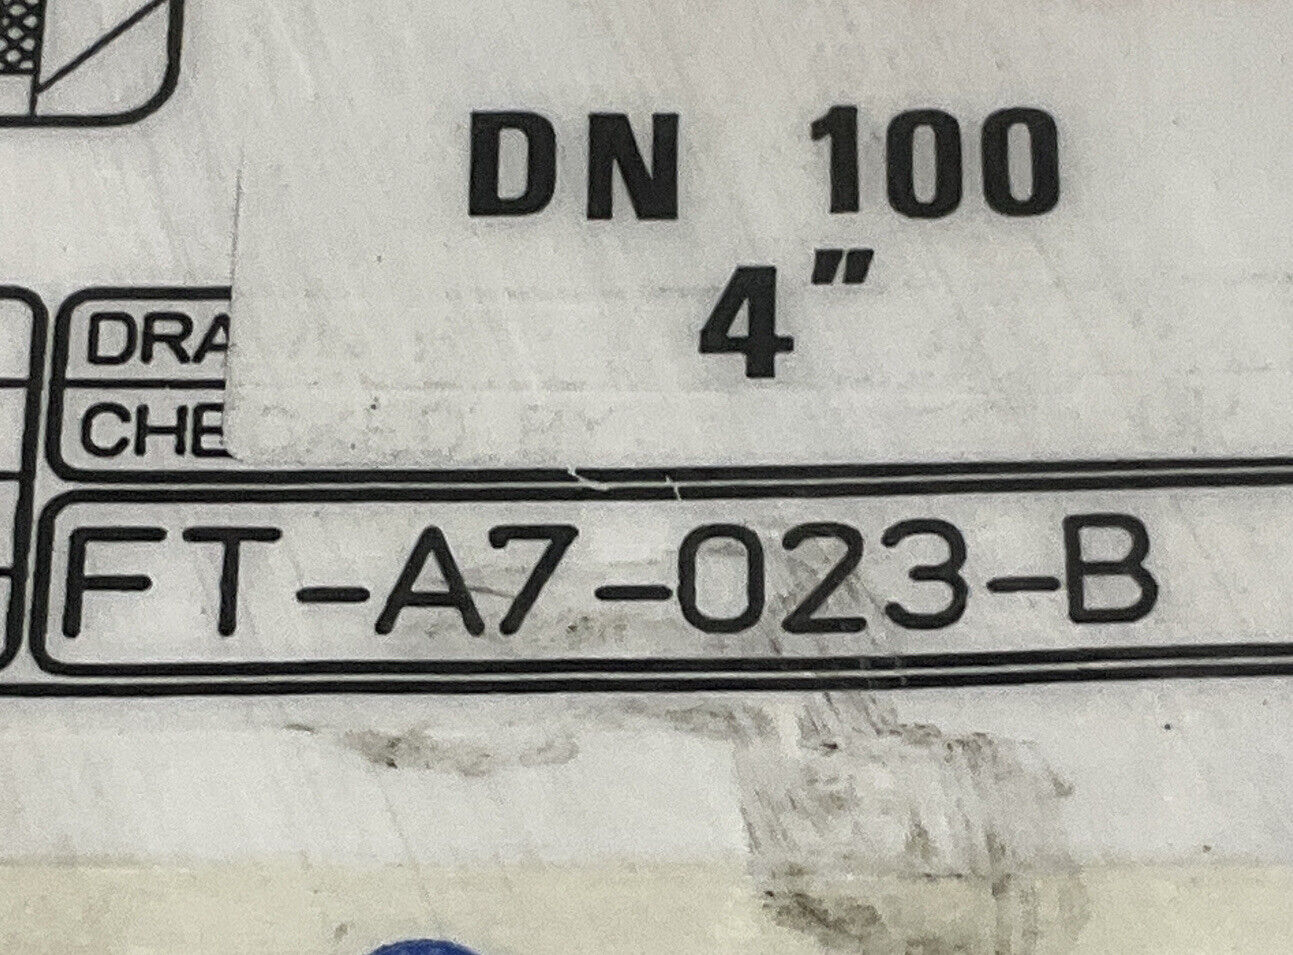 DN 100
4"
DRA
CHE
FT-A7-023-B